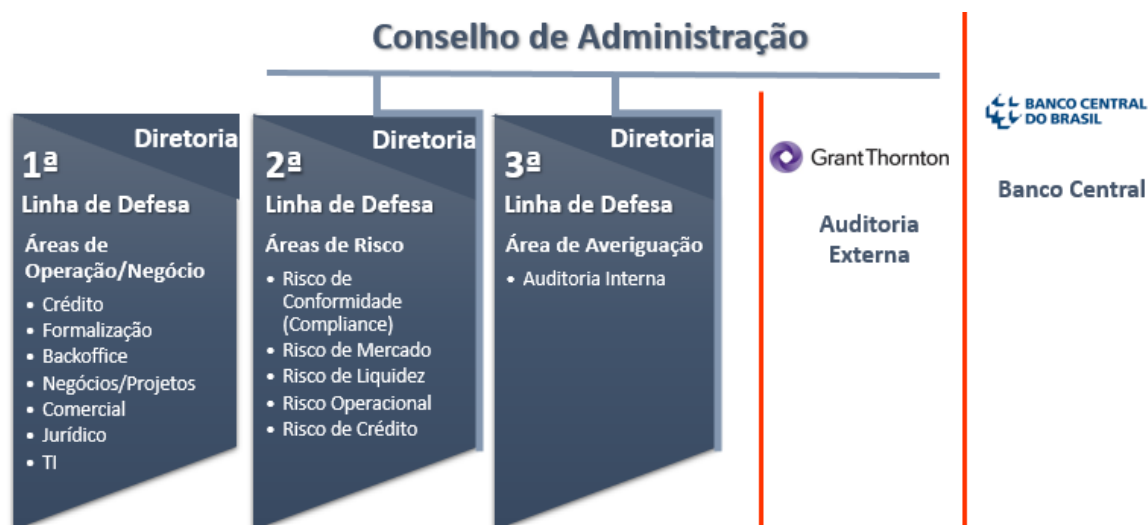 Conselho de Administração
Diretoria
1ª
Linha de Defesa
Áreas de
Operação/Negócio
• Crédito
• Formalização
• Backoffice
• Negócios/Projetos
• Comercial
• Jurídico
• TI
Diretoria
2ª
Linha de Defesa
Áreas de Risco
• Risco de
Conformidade
(Compliance)
• Risco de Mercado
• Risco de Liquidez
• Risco Operacional
• Risco de Crédito
Diretoria
3ª
Linha de Defesa
Área de Averiguação
• Auditoria Interna
Grant Thornton
Auditoria
Externa
BANCO CENTRAL
DO BRASIL
Banco Central